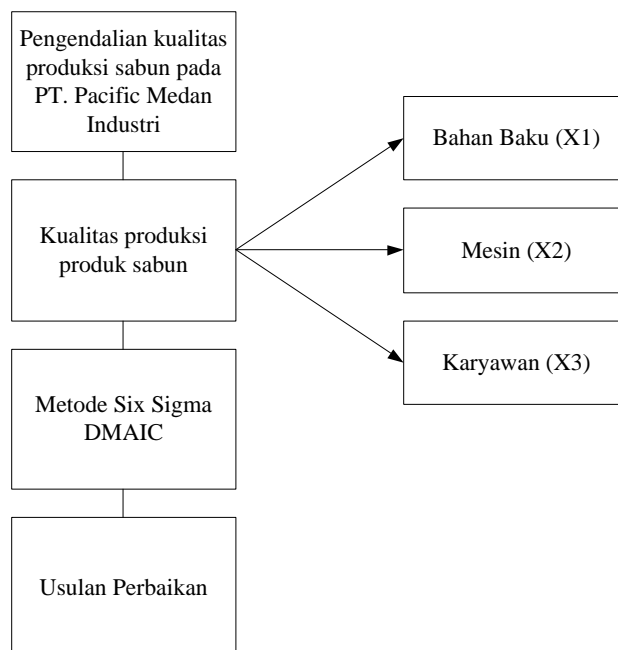 Pengendalian kualitas
produksi sabun pada
PT. Pacific Medan
Industri
Bahan Baku (X1)
Kualitas produksi
produk sabun
Mesin (X2)
Karyawan (X3)
Metode Six Sigma
DMAIC
Usulan Perbaikan